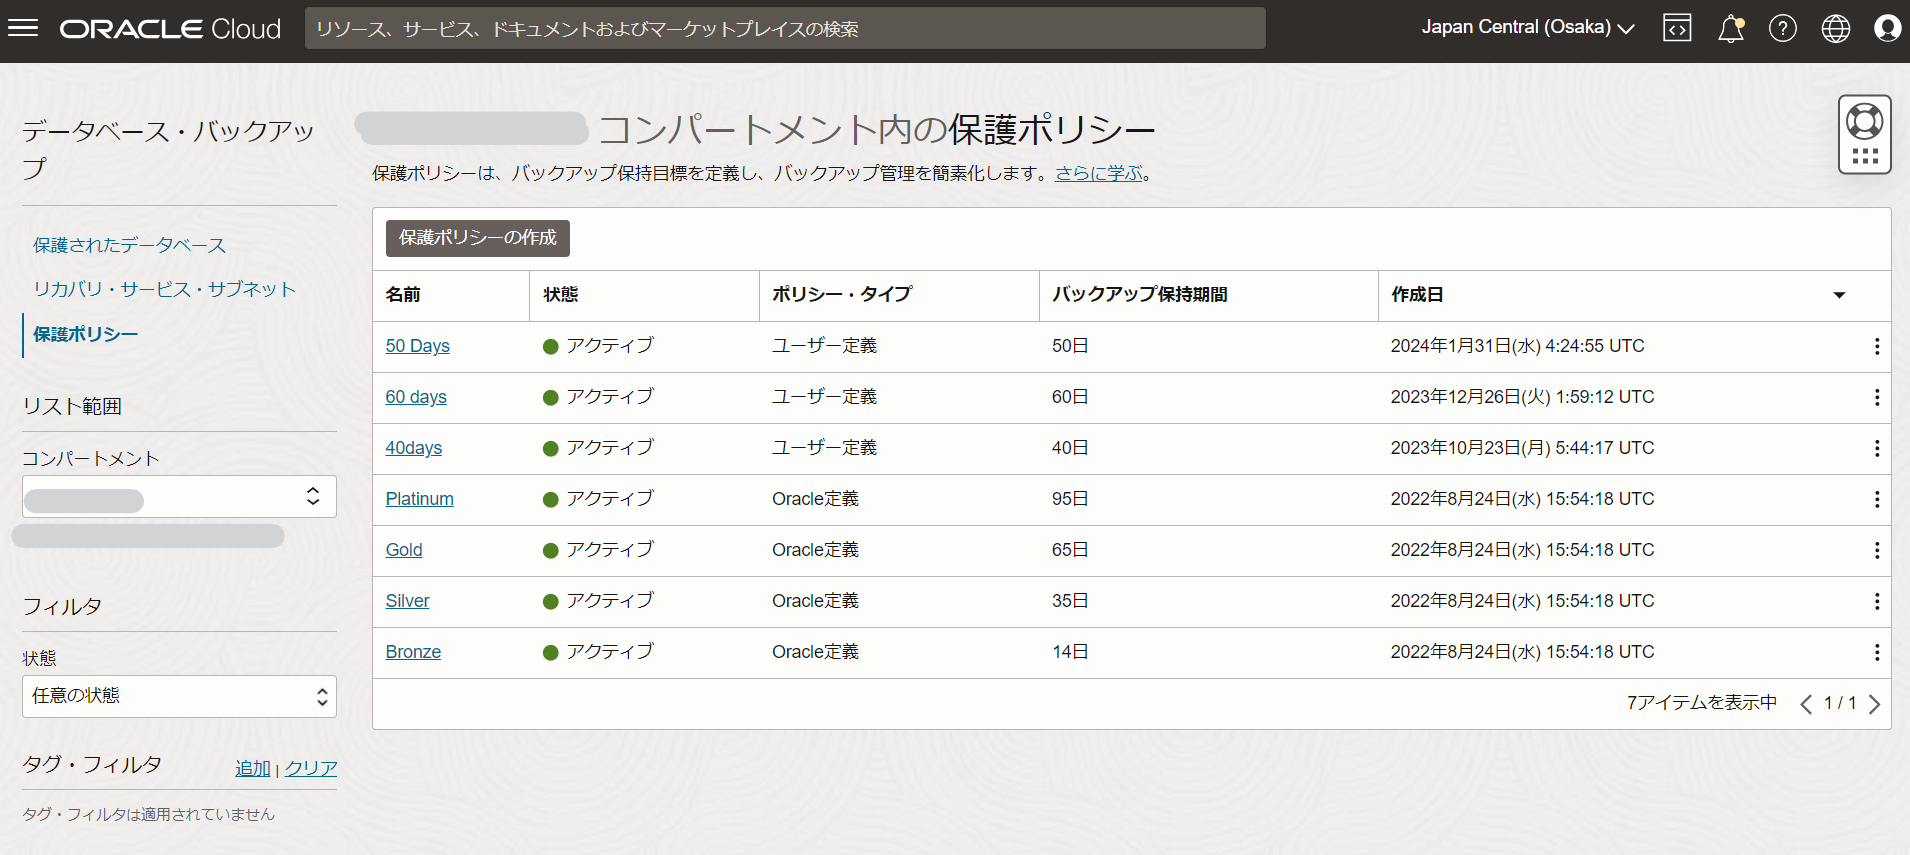 ORACLE Cloud
リソース、サービス、ドキュメントおよびマーケットプレイスの検索
Japan Central (Osaka)
データベース・バックアッ
プ
保護されたデータベース
リカバリ・サービス・サブネット
保護ポリシー
リスト範囲
コンパートメント
フィルタ
状態
任意の状態
タグ・フィルタ 追加 | クリア
タグ・フィルタは適用されていません
コンパートメント内の保護ポリシー
保護ポリシーは、バックアップ保持目標を定義し、バックアップ管理を簡素化します。さらに学ぶ。
保護ポリシーの作成
名前 状態 ポリシー・タイプ バックアップ保持期間 作成日
50 Days アクティブ ユーザー定義 50日 2024年1月31日(水) 4:24:55 UTC
60 days アクティブ ユーザー定義 60日 2023年12月26日(火) 1:59:12 UTC
40days アクティブ ユーザー定義 40日 2023年10月23日(月) 5:44:17 UTC
Platinum アクティブ Oracle定義 95日 2022年8月24日(水) 15:54:18 UTC
Gold アクティブ Oracle定義 65日 2022年8月24日(水) 15:54:18 UTC
Silver アクティブ Oracle定義 35日 2022年8月24日(水) 15:54:18 UTC
Bronze アクティブ Oracle定義 14日 2022年8月24日(水) 15:54:18 UTC
7アイテムを表示中 1 / 1